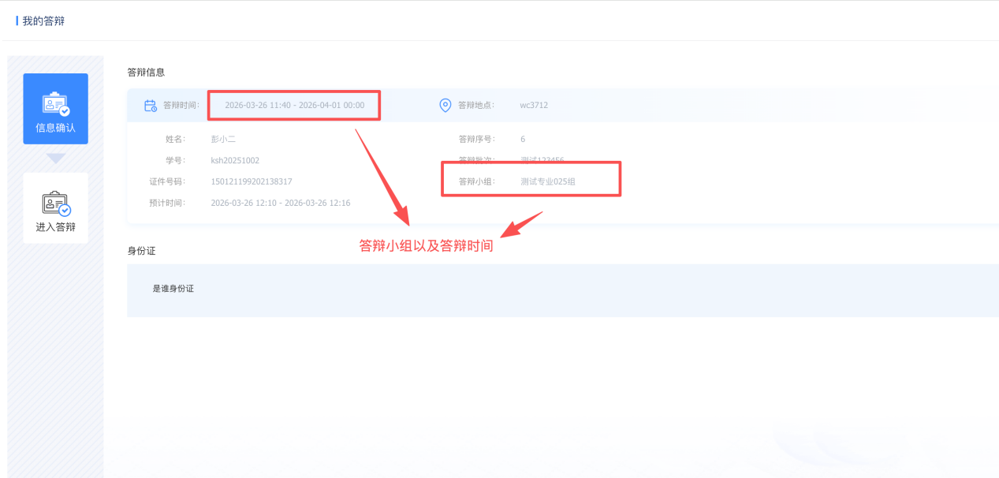 我的答辩
答辩信息
答辩时间： 2026-03-26 11:40 - 2026-04-01 00:00 答辩地点： wc3712
姓名： 彭小二 答辩序号： 6
学号： ksh20251002 答辩批次： 测试123456
证件号码： 150121199202138317 答辩小组： 测试专业025组
预计时间： 2026-03-26 12:10 - 2026-03-26 12:16
信息确认
进入答辩
答辩小组以及答辩时间
身份证
是谁身份证